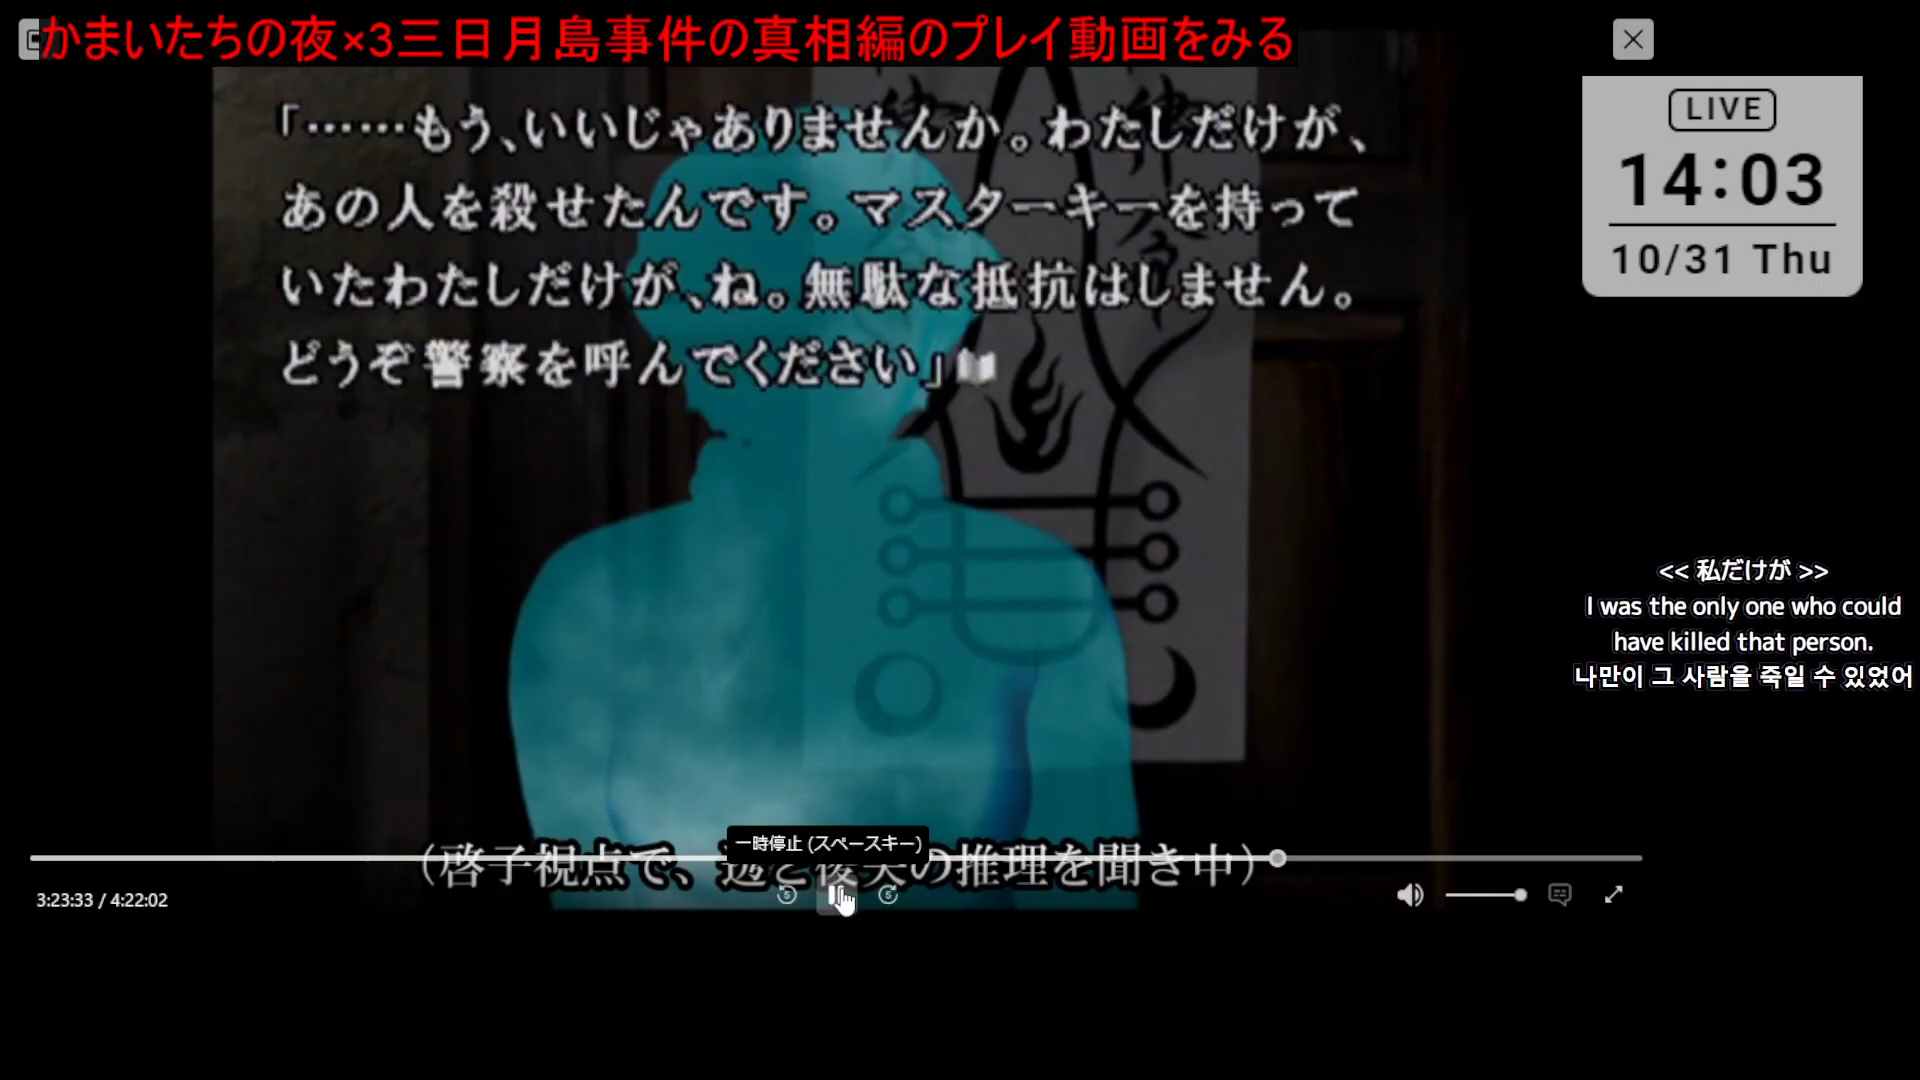 かまいたちの夜×3三日月島事件の真相編のプレイ動画をみる
「……もう、いいじゃありませんか。わたしだけが、
あの人を殺せたんです。マスターキーを持って
いたわたしだけが、ね。無駄な抵抗はしません。
どうぞ警察を呼んでください」
LIVE
14:03
10/31 Thu
<< 私だけが >>
I was the only one who could
have killed that person.
나만이 그 사람을 죽일 수 있었어
一時停止 (スペースキー)
(啓子視点で、透と俊夫の推理を聞き中)
3:23:33 / 4:22:02
5
5